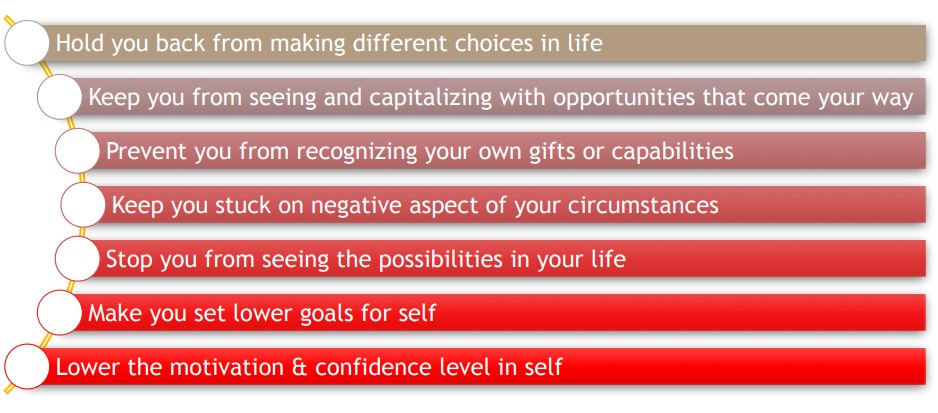 Hold you back from making different choices in life
Keep you from seeing and capitalizing with opportunities that come your way
Prevent you from recognizing your own gifts or capabilities
Keep you stuck on negative aspect of your circumstances
Stop you from seeing the possibilities in your life
Make you set lower goals for self
Lower the motivation & confidence level in self